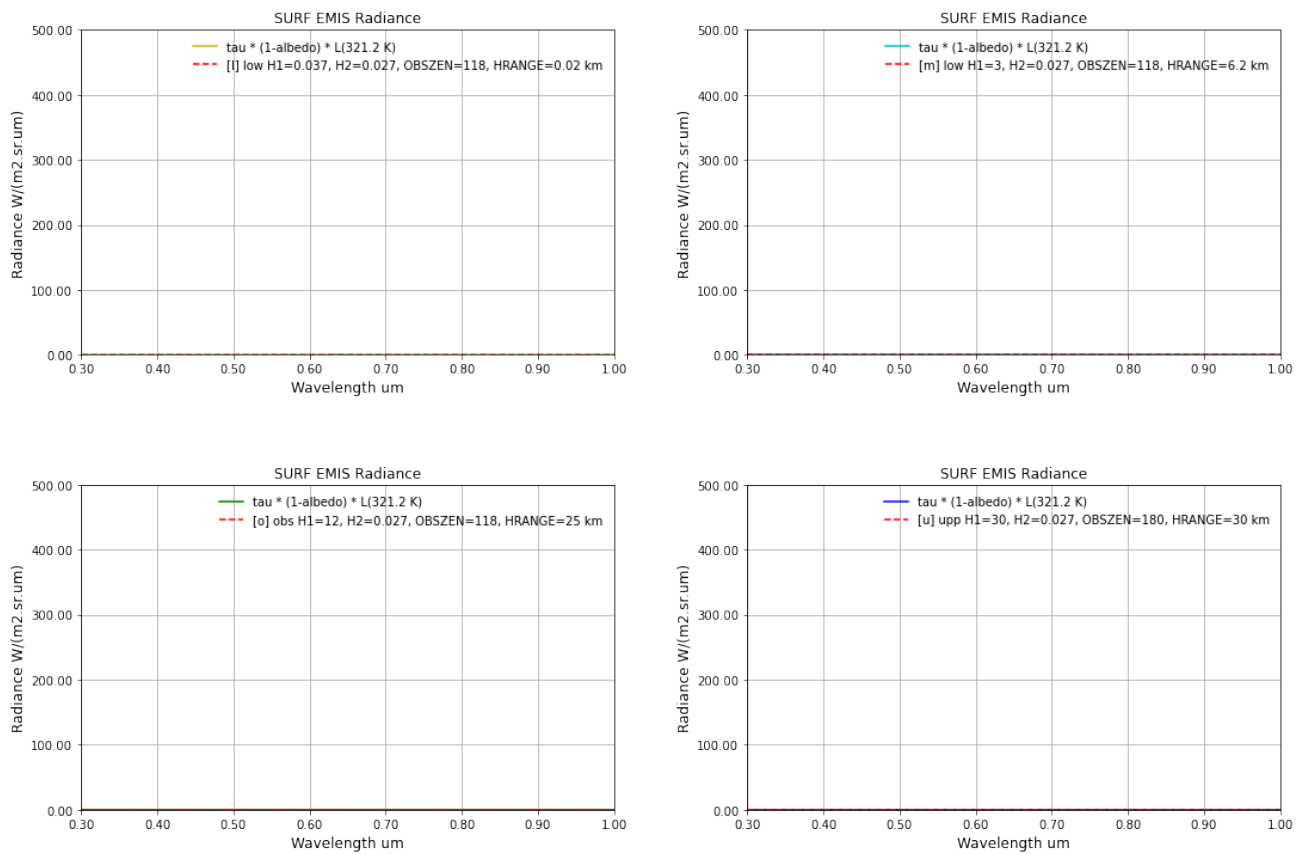 SURF EMIS Radiance
tau * (1-albedo) * L(321.2 K)
[l] low H1=0.037, H2=0.027, OBSZEN=118, HRANGE=0.02 km
Radiance W/(m2.sr.um)
500.00
400.00
300.00
200.00
100.00
0.00
0.30 0.40 0.50 0.60 0.70 0.80 0.90 1.00
Wavelength um
SURF EMIS Radiance
tau * (1-albedo) * L(321.2 K)
[m] low H1=3, H2=0.027, OBSZEN=118, HRANGE=6.2 km
Radiance W/(m2.sr.um)
500.00
400.00
300.00
200.00
100.00
0.00
0.30 0.40 0.50 0.60 0.70 0.80 0.90 1.00
Wavelength um
SURF EMIS Radiance
tau * (1-albedo) * L(321.2 K)
[o] obs H1=12, H2=0.027, OBSZEN=118, HRANGE=25 km
Radiance W/(m2.sr.um)
500.00
400.00
300.00
200.00
100.00
0.00
0.30 0.40 0.50 0.60 0.70 0.80 0.90 1.00
Wavelength um
SURF EMIS Radiance
tau * (1-albedo) * L(321.2 K)
[u] upp H1=30, H2=0.027, OBSZEN=180, HRANGE=30 km
Radiance W/(m2.sr.um)
500.00
400.00
300.00
200.00
100.00
0.00
0.30 0.40 0.50 0.60 0.70 0.80 0.90 1.00
Wavelength um